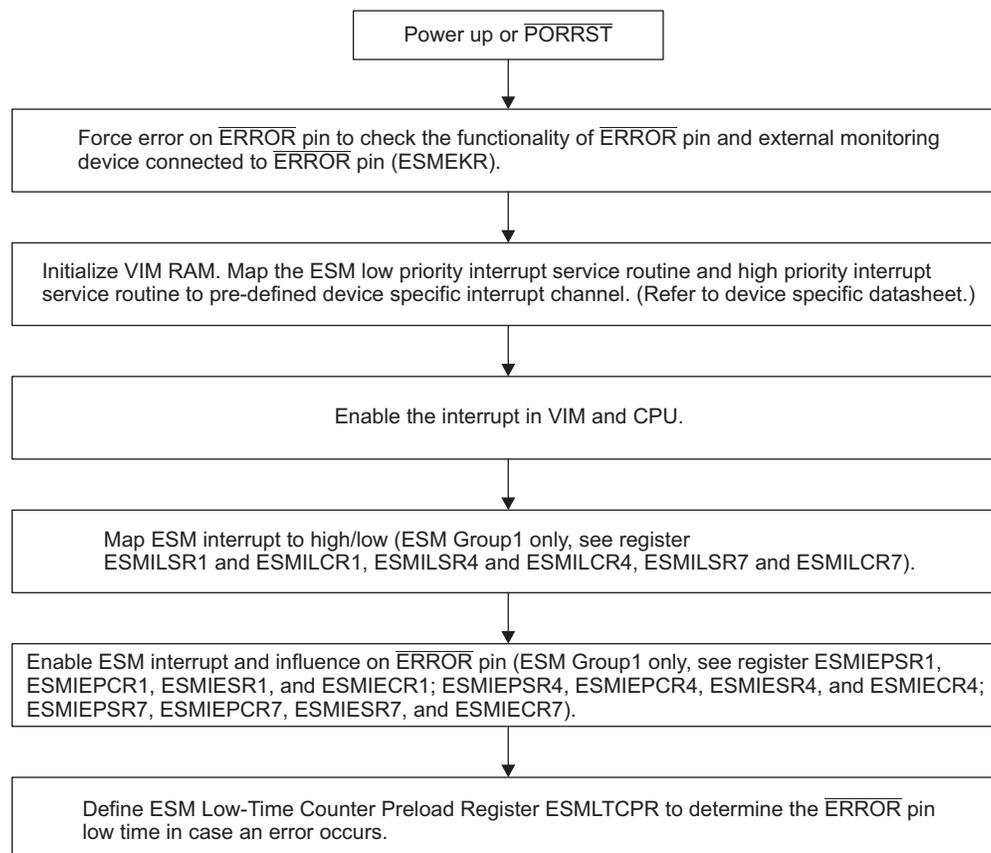 Power up or PORRST
Force error on ERROR pin to check the functionality of ERROR pin and external monitoring
device connected to ERROR pin (ESMEKR).
Initialize VIM RAM. Map the ESM low priority interrupt service routine and high priority interrupt
service routine to pre-defined device specific interrupt channel. (Refer to device specific datasheet.)
Enable the interrupt in VIM and CPU.
Map ESM interrupt to high/low (ESM Group1 only, see register
ESMILSR1 and ESMILCR1, ESMILSR4 and ESMILCR4, ESMILSR7 and ESMILCR7).
Enable ESM interrupt and influence on ERROR pin (ESM Group1 only, see register ESMIEPSR1,
ESMIEPCR1, ESMIESR1, and ESMIECR1; ESMIEPSR4, ESMIEPCR4, ESMIESR4, and ESMIECR4;
ESMIEPSR7, ESMIEPCR7, ESMIESR7, and ESMIECR7).
Define ESM Low-Time Counter Preload Register ESMLTCPR to determine the ERROR pin
low time in case an error occurs.